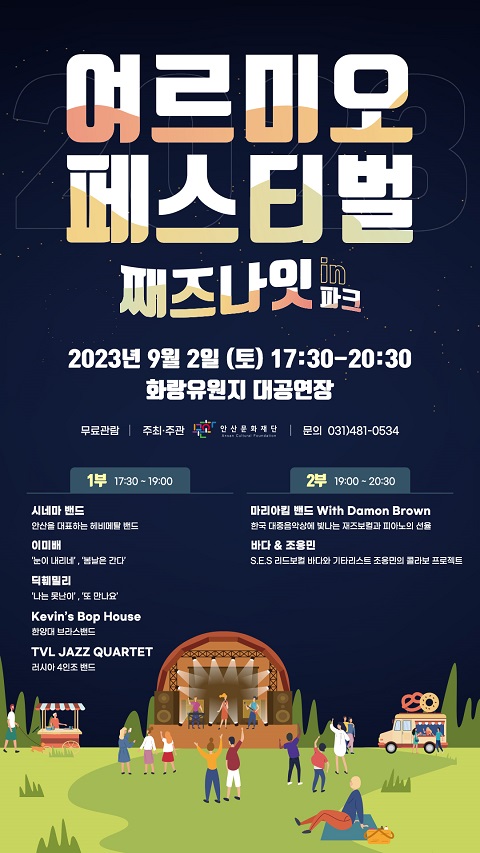 2023
여르미오
페스티벌
째즈나잇 in 파크
2023년 9월 2일 (토) 17:30-20:30
화랑유원지 대공연장
무료관람 | 주최·주관 안산문화재단 Ansan Cultural Foundation | 문의 031)481-0534
1부 17:30 ~ 19:00
시네마 밴드
안산을 대표하는 헤비메탈 밴드
이미배
‘눈이 내리네’ , ‘봄날은 간다’
딕훼밀리
‘나는 못난이’ , ‘또 만나요’
Kevin's Bop House
한양대 브라스밴드
TVL JAZZ QUARTET
러시아 4인조 밴드
2부 19:00 ~ 20:30
마리아킴 밴드 With Damon Brown
한국 대중음악상에 빛나는 재즈보컬과 피아노의 선율
바다 & 조응민
S.E.S 리드보컬 바다와 기타리스트 조응민의 콜라보 프로젝트